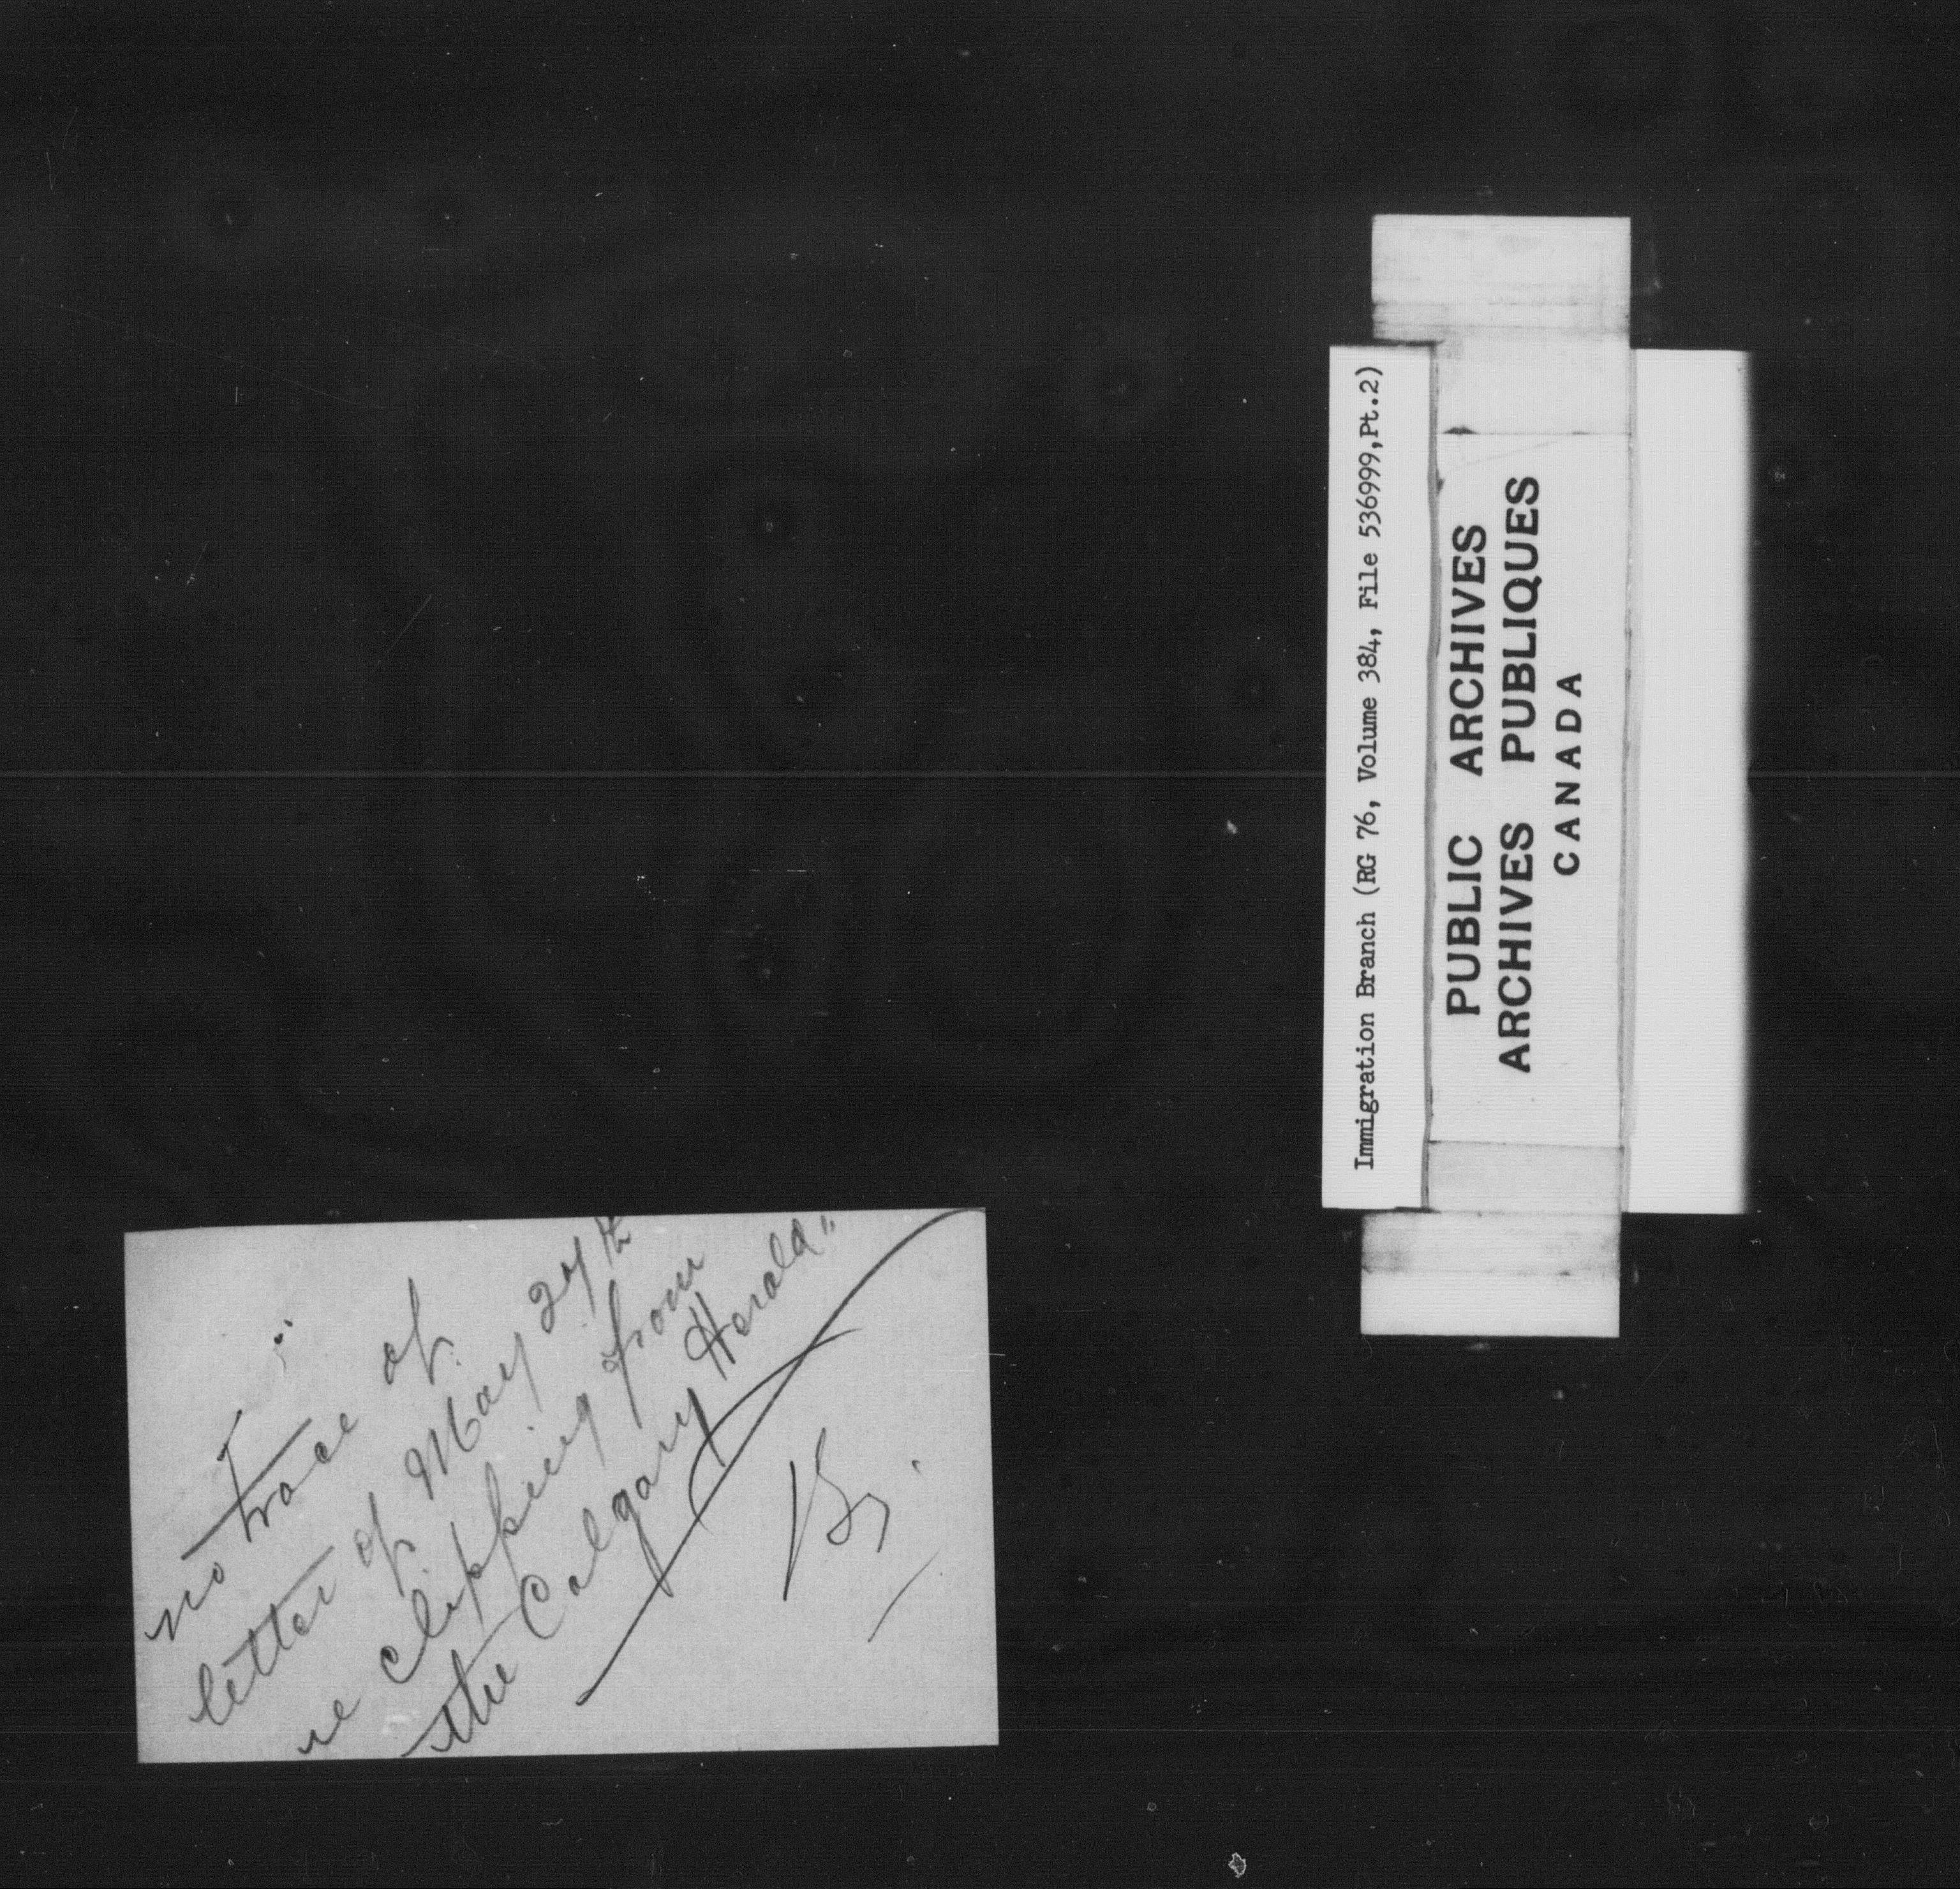 no trace of
letter of May 27th
re clipping from
the Calgary Herald"
Immigration Branch (RG 76, Volume 384, File 536999,Pt.2)
PUBLIC ARCHIVES
ARCHIVES PUBLIQUES
CANADA